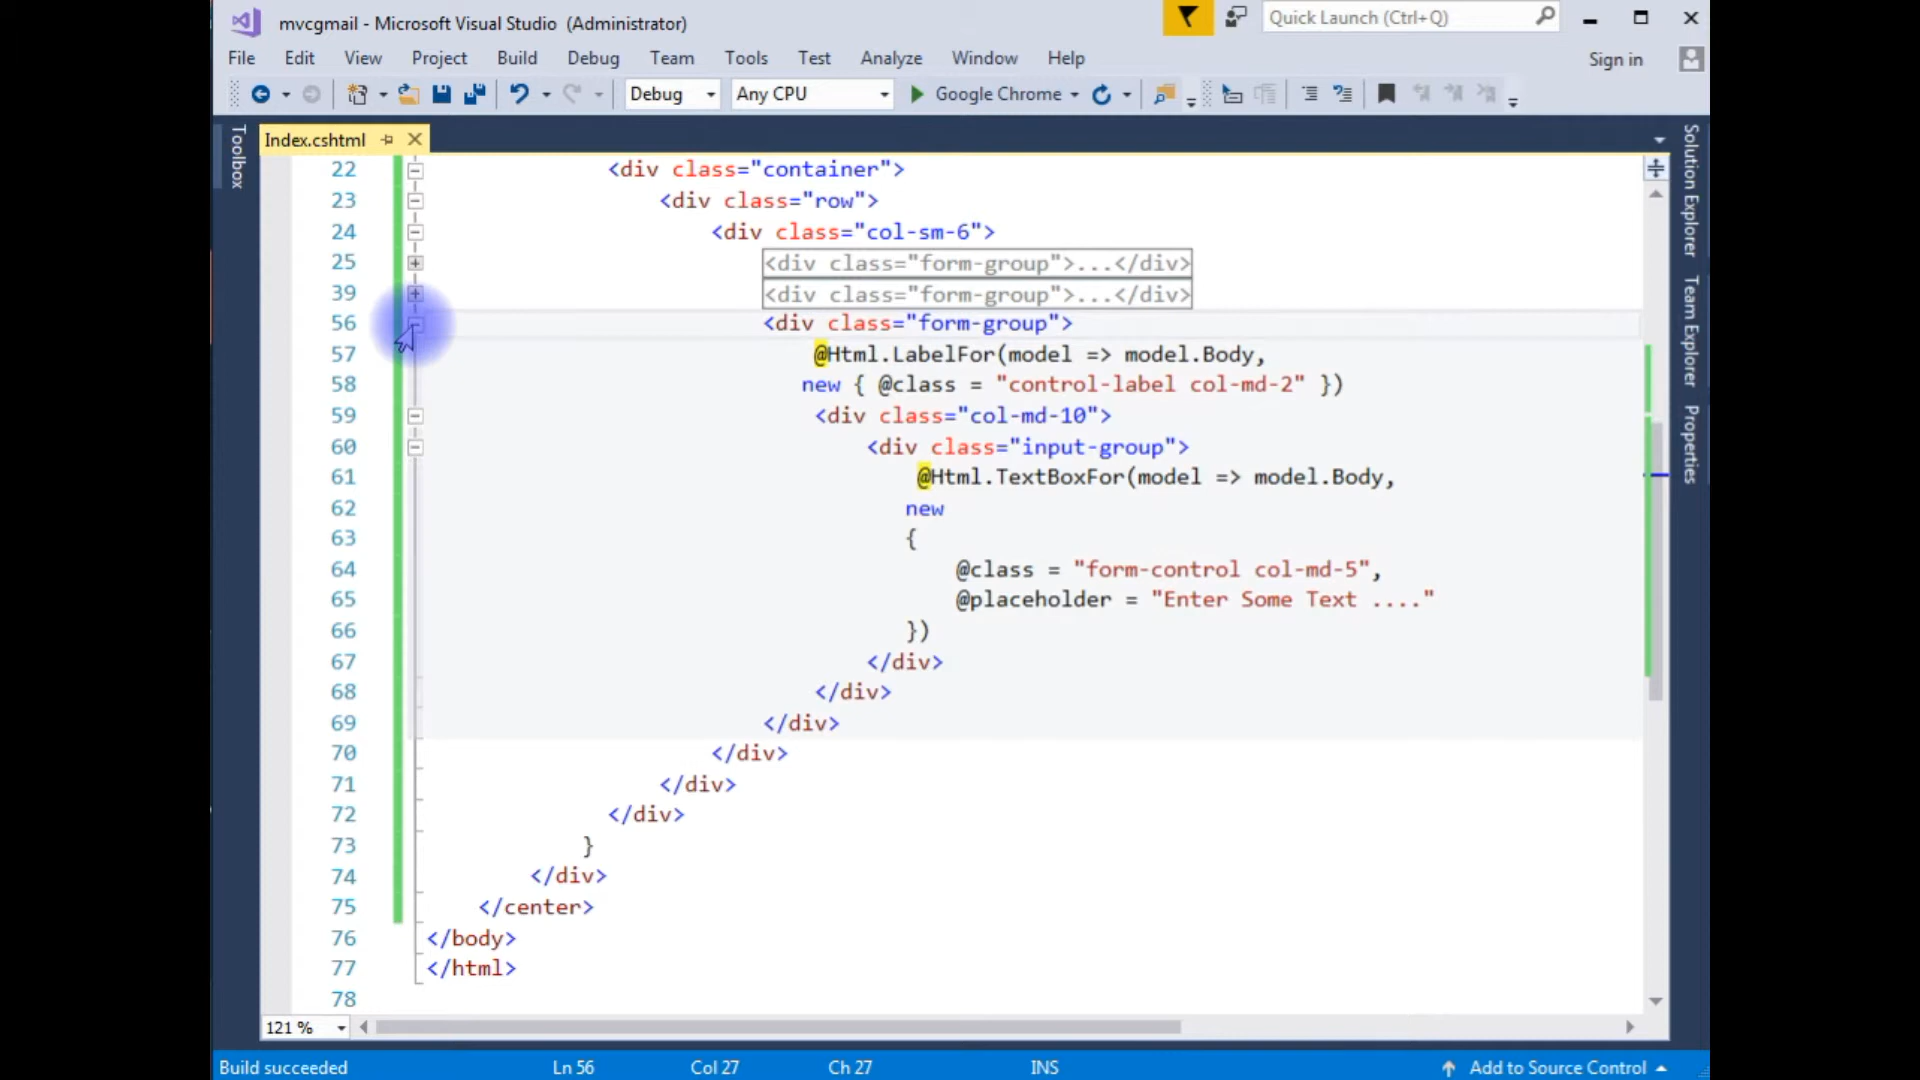 mvcgmail - Microsoft Visual Studio (Administrator)
Quick Launch (Ctrl+Q)
File Edit View Project Build Debug Team Tools Test Analyze Window Help
Sign in
Debug Any CPU Google Chrome
Toolbox
Index.cshtml
Solution Explorer
Team Explorer
Properties
22 <div class="container">
23 <div class="row">
24 <div class="col-sm-6">
25 <div class="form-group">...</div>
39 <div class="form-group">...</div>
56 <div class="form-group">
57 @Html.LabelFor(model => model.Body,
58 new { @class = "control-label col-md-2" })
59 <div class="col-md-10">
60 <div class="input-group">
61 @Html.TextBoxFor(model => model.Body,
62 new
63 {
64 @class = "form-control col-md-5",
65 @placeholder = "Enter Some Text ...."
66 })
67 </div>
68 </div>
69 </div>
70 </div>
71 </div>
72 </div>
73 }
74 </div>
75 </center>
76 </body>
77 </html>
78
121 %
Build succeeded Ln 56 Col 27 Ch 27 INS Add to Source Control